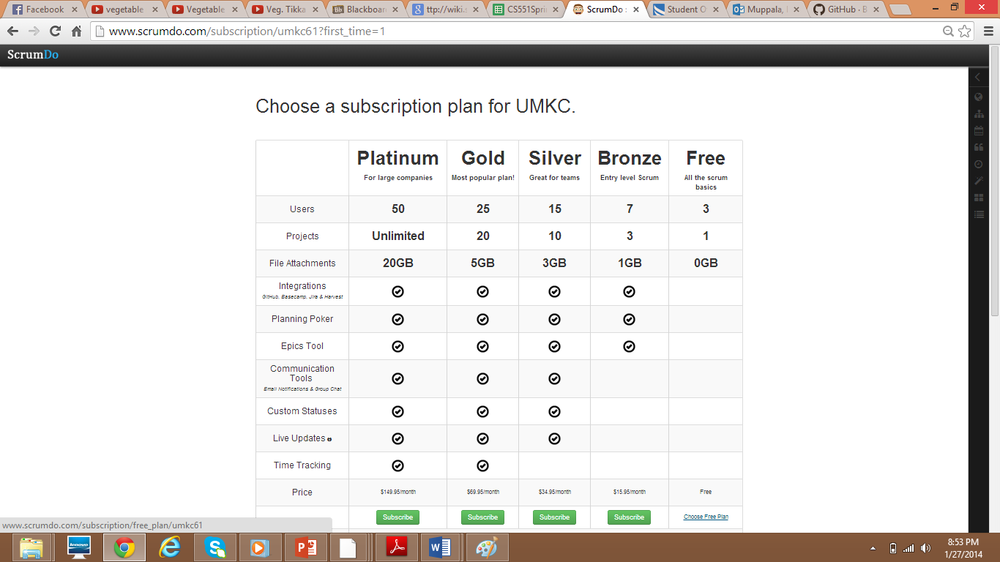 Facebook
vegetable
Vegetable
Veg. Tikka
Blackboar
ttp://wiki.s
CS551Spri
ScrumDo :
Student O
Muppala,
GitHub · B
www.scrumdo.com/subscription/umkc61?first_time=1
ScrumDo
Choose a subscription plan for UMKC.
Platinum Gold Silver Bronze Free
For large companies Most popular plan! Great for teams Entry level Scrum All the scrum
basics
Users 50 25 15 7 3
Projects Unlimited 20 10 3 1
File Attachments 20GB 5GB 3GB 1GB 0GB
Integrations
GitHub, Basecamp, Jira & Harvest
Planning Poker
Epics Tool
Communication
Tools
Email Notifications & Group Chat
Custom Statuses
Live Updates
Time Tracking
Price $149.95/month $69.95/month $34.95/month $15.95/month Free
Subscribe Subscribe Subscribe Subscribe Choose Free Plan
www.scrumdo.com/subscription/free_plan/umkc61
lenovo
8:53 PM
1/27/2014